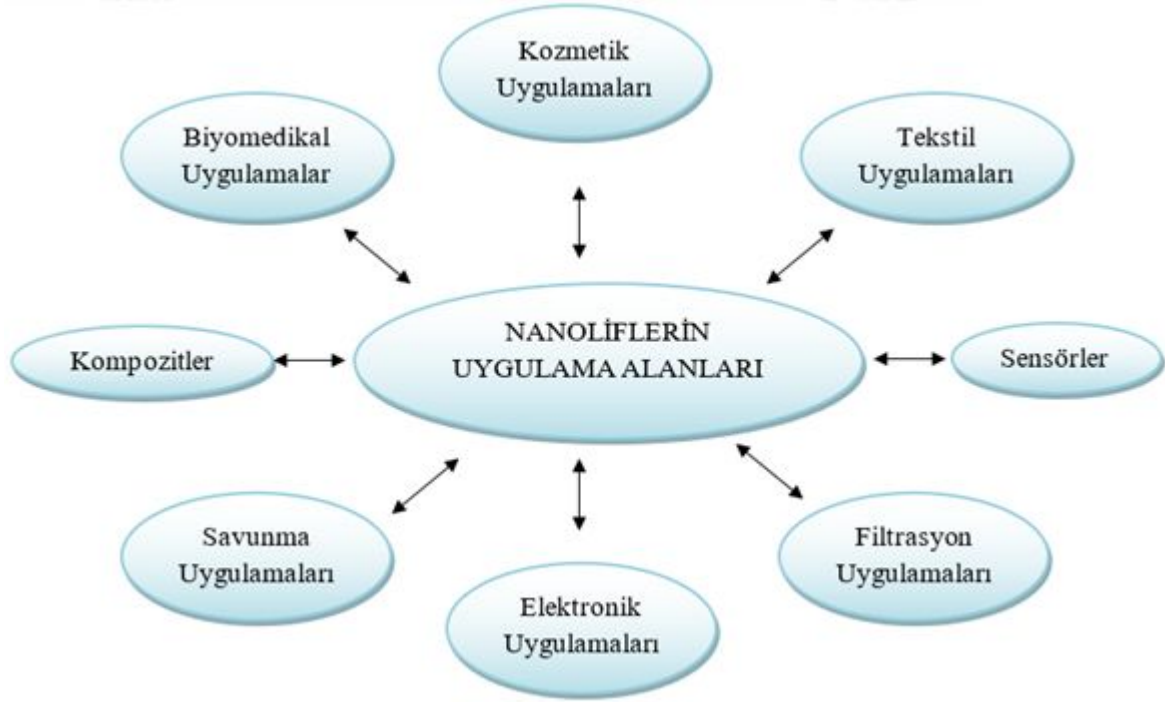 Kozmetik
Uygulamaları
Biyomedikal
Uygulamalar
Tekstil
Uygulamaları
NANOLİFLERİN
UYGULAMA ALANLARI
Kompozitler
Sensörler
Savunma
Uygulamaları
Filtrasyon
Uygulamaları
Elektronik
Uygulamaları